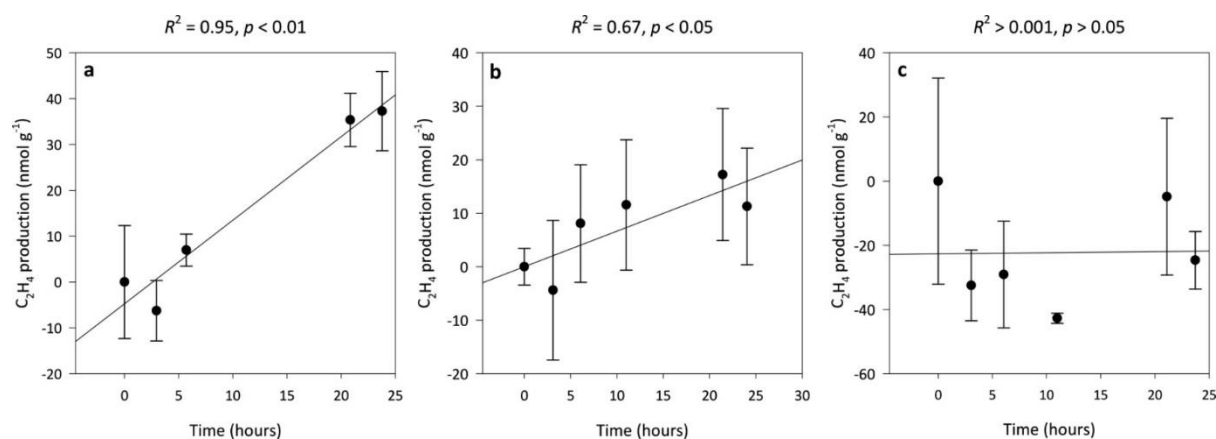 R² = 0.95, p < 0.01
a
50
40
30
20
10
0
-10
-20
C₂H₄ production (nmol g⁻¹)
0 5 10 15 20 25
Time (hours)
R² = 0.67, p < 0.05
b
40
30
20
10
0
-10
-20
C₂H₄ production (nmol g⁻¹)
0 5 10 15 20 25 30
Time (hours)
R² > 0.001, p > 0.05
c
40
20
0
-20
-40
-60
C₂H₄ production (nmol g⁻¹)
0 5 10 15 20 25
Time (hours)